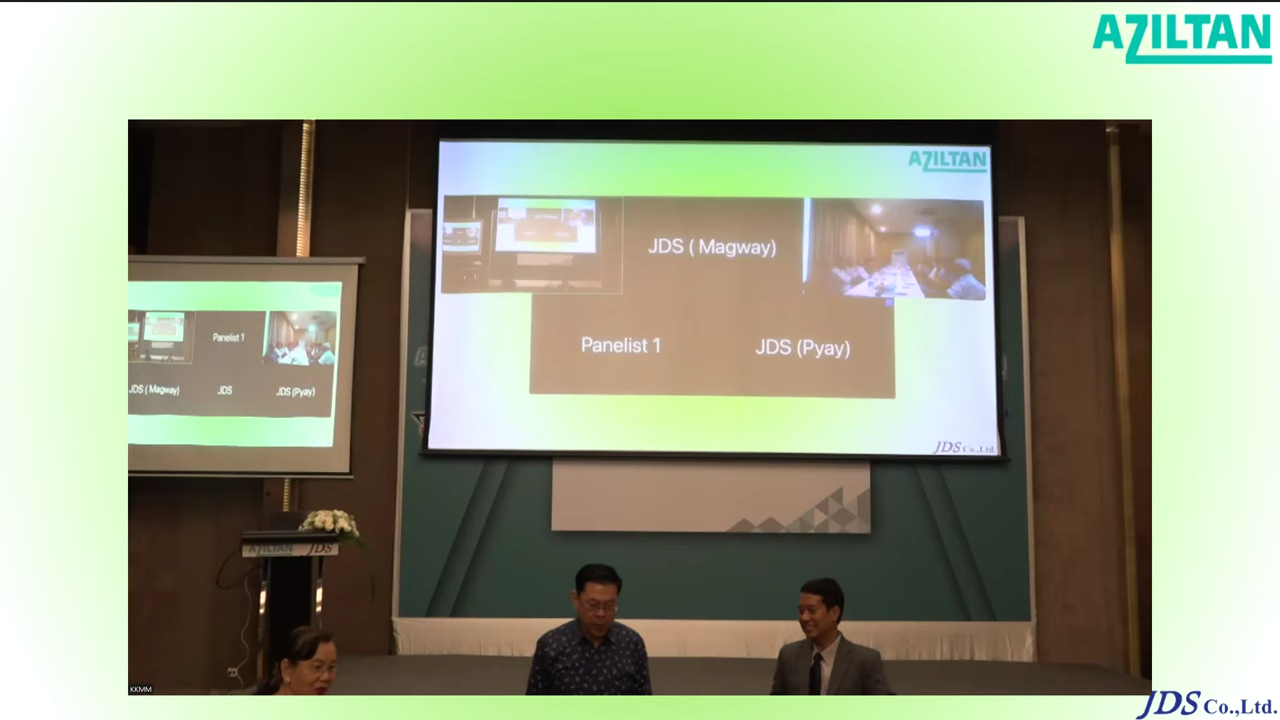 AZILTAN
AZILTAN
JDS ( Magway)
Panelist 1
JDS (Pyay)
Panelist 1
JDS ( Magway)
JDS
JDS (Pyay)
JDS Co.,Ltd.
AZILTAN
JDS
KKMM
JDS Co.,Ltd.